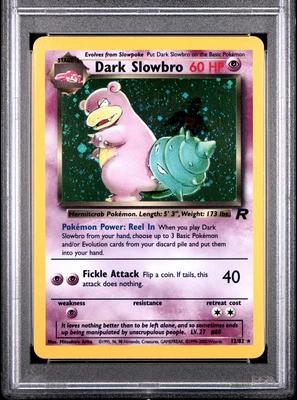 Evolves from Slowpoke Put Dark Slowbro on the Basic Pokémon
STAGE 1
Dark Slowbro 60 HP
Hermitcrab Pokémon. Length: 5' 3", Weight: 173 lbs.
Pokémon Power: Reel In When you play Dark
Slowbro from your hand, choose up to 3 Basic Pokémon
and/or Evolution cards from your discard pile and put them
into your hand.
R
Fickle Attack Flip a coin. If tails, this
attack does nothing.
40
weakness resistance retreat cost
It loves nothing better than to be left alone, and so sometimes ends
up being manipulated by unscrupulous people. LV. 27 #80
Illus. Mitsuhiro Arita
12/82